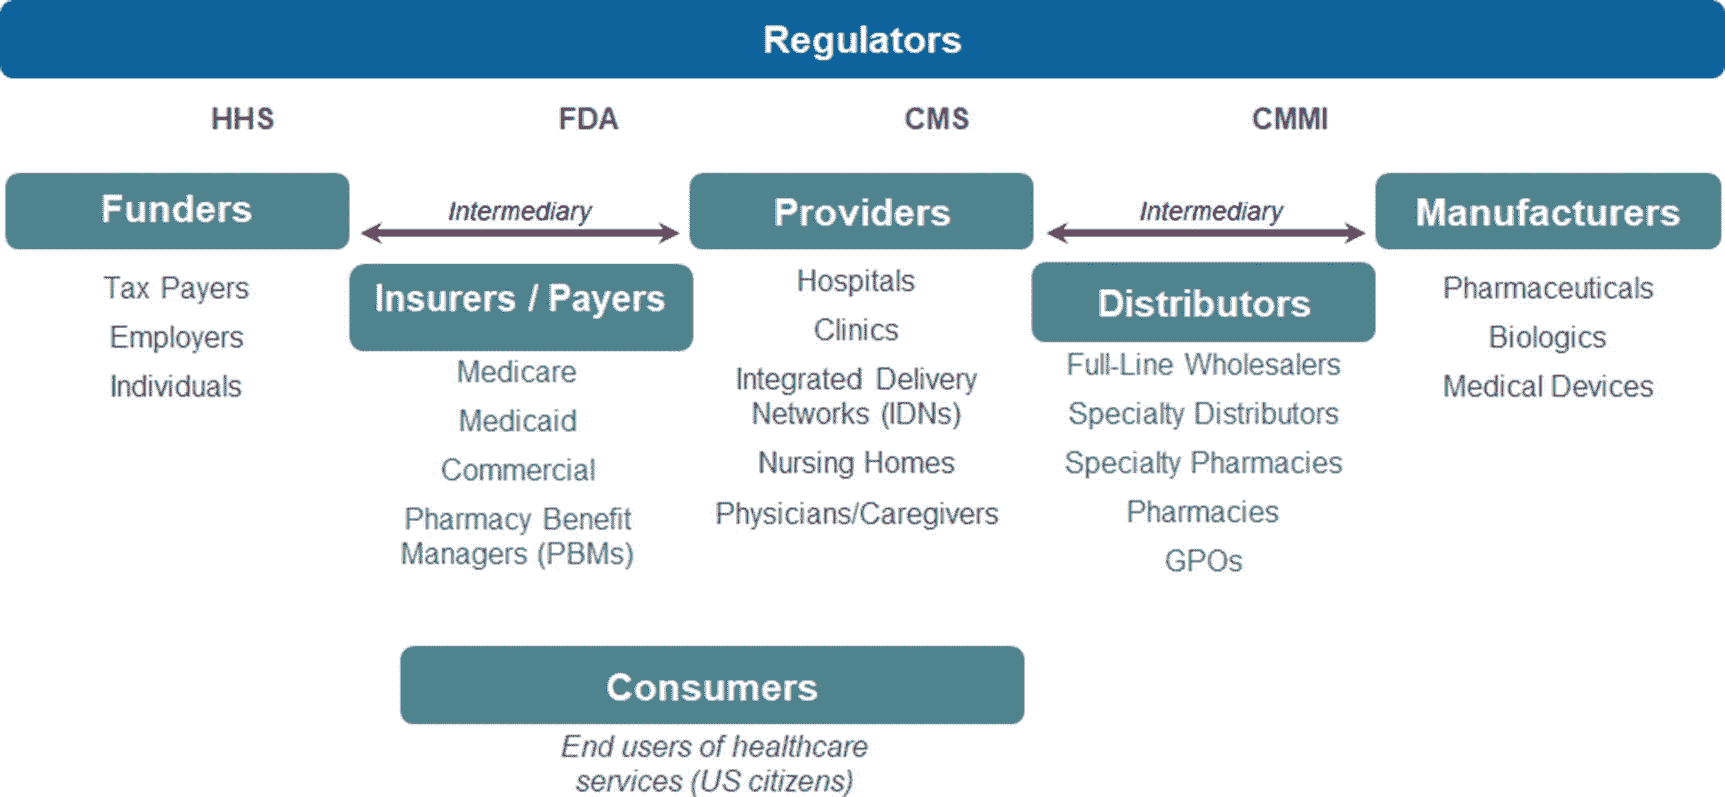 Regulators
HHS
FDA
CMS
CMMI
Funders
Tax Payers
Employers
Individuals
Intermediary
Insurers / Payers
Medicare
Medicaid
Commercial
Pharmacy Benefit
Managers (PBMs)
Providers
Hospitals
Clinics
Integrated Delivery
Networks (IDNs)
Nursing Homes
Physicians/Caregivers
Intermediary
Distributors
Full-Line Wholesalers
Specialty Distributors
Specialty Pharmacies
Pharmacies
GPOs
Manufacturers
Pharmaceuticals
Biologics
Medical Devices
Consumers
End users of healthcare
services (US citizens)